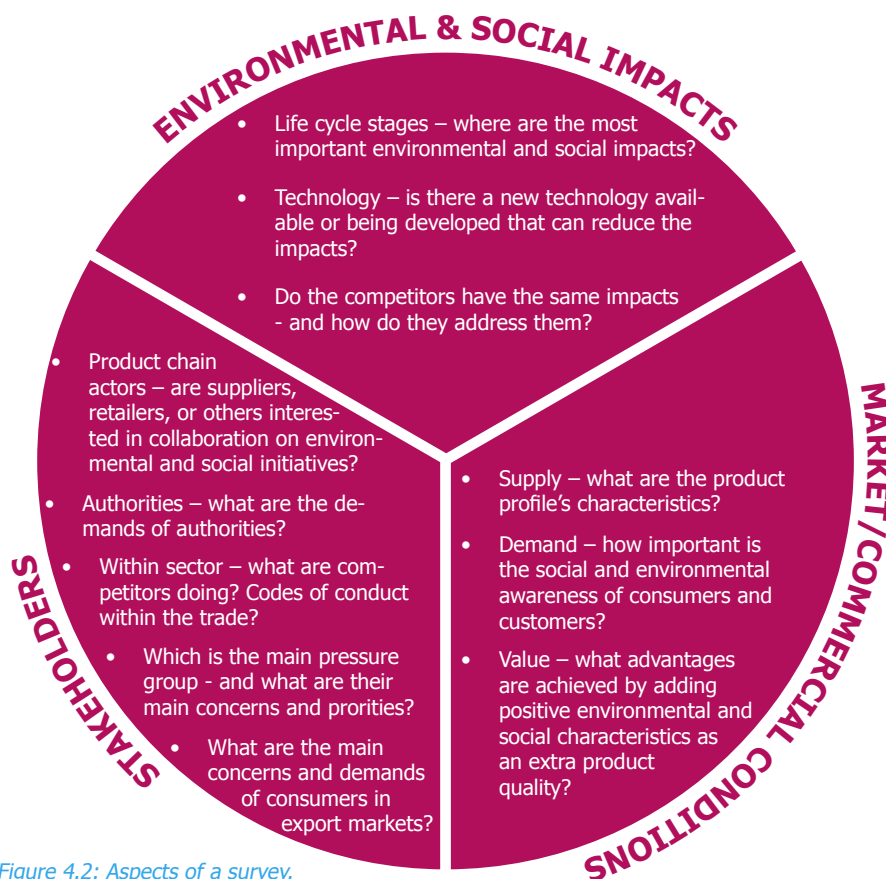 ENVIRONMENTAL & SOCIAL IMPACTS
• Life cycle stages – where are the most
important environmental and social impacts?
• Technology – is there a new technology avail-
able or being developed that can reduce the
impacts?
• Do the competitors have the same impacts
- and how do they address them?
• Product chain
actors – are suppliers,
retailers, or others interes-
ted in collaboration on environ-
mental and social initiatives?
• Authorities – what are the de-
mands of authorities?
• Within sector – what are com-
petitors doing? Codes of conduct
within the trade?
• Which is the main pressure
group - and what are their
main concerns and prorities?
• What are the main
concerns and demands
of consumers in
export markets?
STAKEHOLDERS
• Supply – what are the product
profile's characteristics?
• Demand – how important is
the social and environmental
awareness of consumers and
customers?
• Value – what advantages
are achieved by adding
positive environmental and
social characteristics as
an extra product
quality?
MARKET/COMMERCIAL CONDITIONS
Figure 4.2: Aspects of a survey.